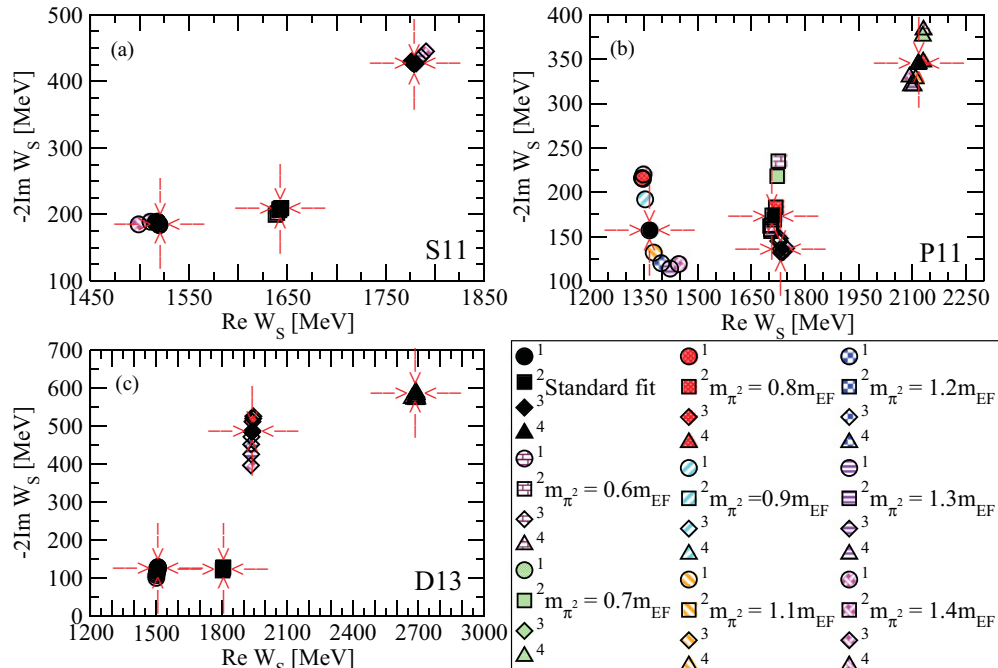 500
400
300
200
100
-2Im W_S [MeV]
(a)
S11
1450 1550 1650 1750 1850
Re W_S [MeV]
400
350
300
250
200
150
100
-2Im W_S [MeV]
(b)
P11
1200 1350 1500 1650 1800 1950 2100 2300
Re W_S [MeV]
700
600
500
400
300
200
100
0
-2Im W_S [MeV]
(c)
D13
1200 1500 1800 2100 2400 2700 3000
Re W_S [MeV]
1
2 Standard fit
3
4
1
2 m_π² = 0.6m_EF
3
4
1
2 m_π² = 0.7m_EF
3
4
1
2 m_π² = 0.8m_EF
3
4
1
2 m_π² =0.9m_EF
3
4
1
2 m_π² = 1.1m_EF
3
4
1
2 m_π² = 1.2m_EF
3
4
1
2 m_π² = 1.3m_EF
3
4
1
2 m_π² = 1.4m_EF
3
4